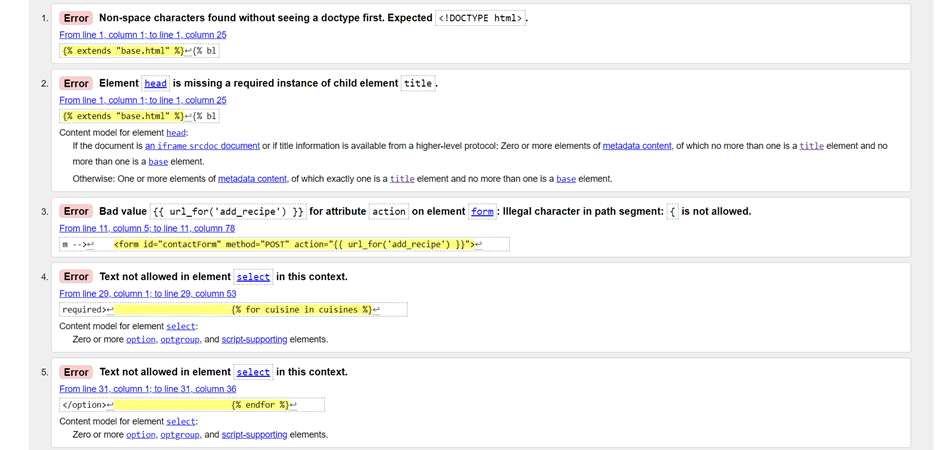 1. Error Non-space characters found without seeing a doctype first. Expected <!DOCTYPE html>.
From line 1, column 1; to line 1, column 25
{% extends "base.html" %}↩{% bl
2. Error Element head is missing a required instance of child element title.
From line 1, column 1; to line 1, column 25
{% extends "base.html" %}↩{% bl
Content model for element head:
If the document is an iframe srcdoc document or if title information is available from a higher-level protocol: Zero or more elements of metadata content, of which no more than one is a title element and no
more than one is a base element.
Otherwise: One or more elements of metadata content, of which exactly one is a title element and no more than one is a base element.
3. Error Bad value {{ url_for('add_recipe') }} for attribute action on element form: Illegal character in path segment: { is not allowed.
From line 11, column 5; to line 11, column 78
m -->↩ <form id="contactForm" method="POST" action="{{ url_for('add_recipe') }}">↩
4. Error Text not allowed in element select in this context.
From line 29, column 1; to line 29, column 53
required>↩ {% for cuisine in cuisines %}↩
Content model for element select:
Zero or more option, optgroup, and script-supporting elements.
5. Error Text not allowed in element select in this context.
From line 31, column 1; to line 31, column 36
</option>↩ {% endfor %}↩
Content model for element select:
Zero or more option, optgroup, and script-supporting elements.